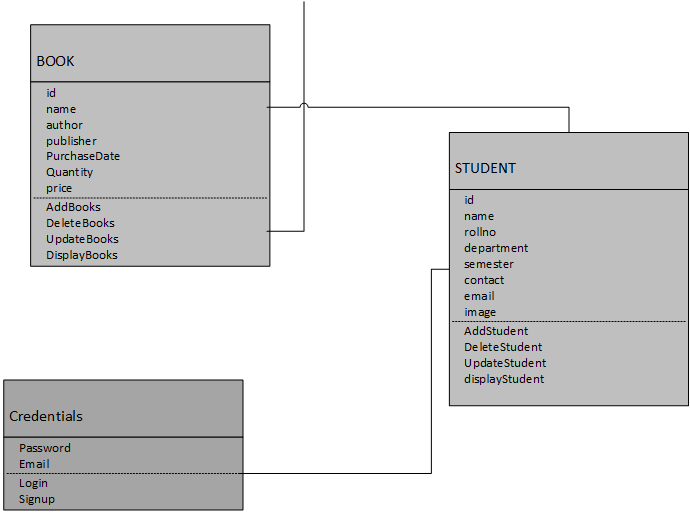 BOOK
id
name
author
publisher
PurchaseDate
Quantity
price
AddBooks
DeleteBooks
UpdateBooks
DisplayBooks
STUDENT
id
name
rollno
department
semester
contact
email
image
AddStudent
DeleteStudent
UpdateStudent
displayStudent
Credentials
Password
Email
Login
Signup